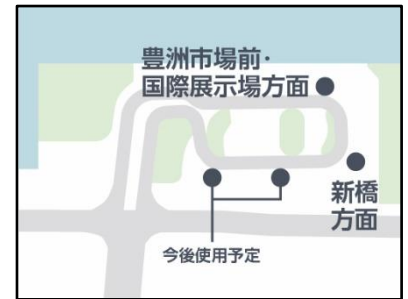 豊洲市場前・
国際展示場方面
新橋
方面
今後使用予定